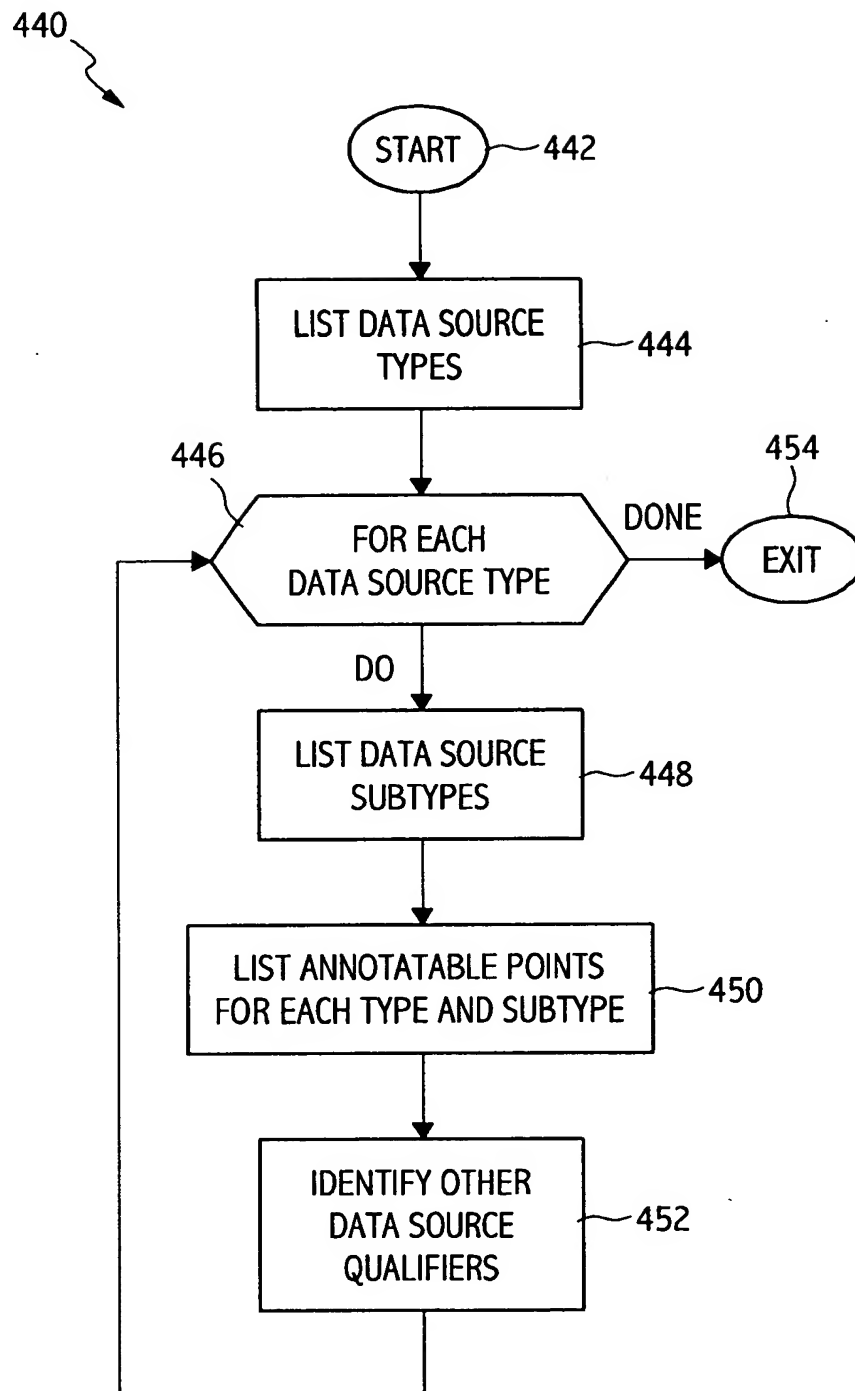 440
START
442
LIST DATA SOURCE
TYPES
444
446
FOR EACH
DATA SOURCE TYPE
DONE
454
EXIT
DO
LIST DATA SOURCE
SUBTYPES
448
LIST ANNOTATABLE POINTS
FOR EACH TYPE AND SUBTYPE
450
IDENTIFY OTHER
DATA SOURCE
QUALIFIERS
452